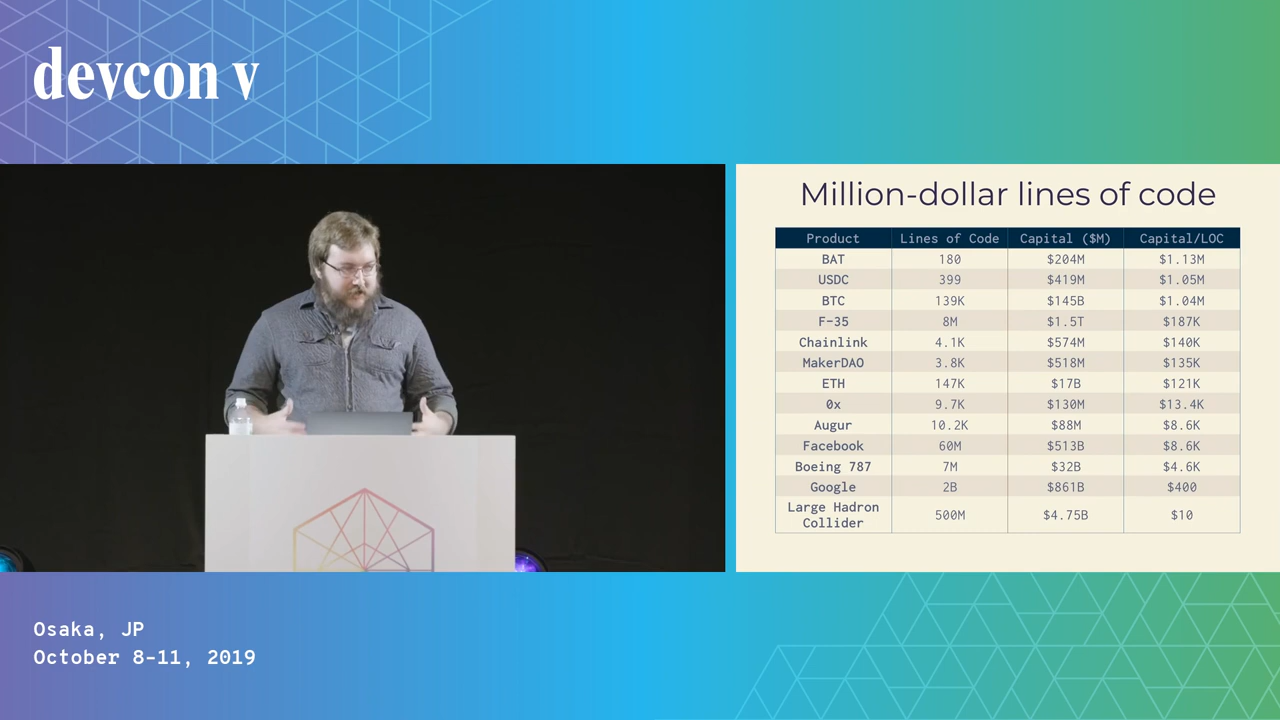 devcon v
Million-dollar lines of code
Product Lines of Code Capital ($M) Capital/LOC
BAT 180 $204M $1.13M
USDC 399 $419M $1.05M
BTC 139K $145B $1.04M
F-35 8M $1.5T $187K
Chainlink 4.1K $574M $140K
MakerDAO 3.8K $518M $135K
ETH 147K $17B $121K
0x 9.7K $130M $13.4K
Augur 10.2K $88M $8.6K
Facebook 60M $513B $8.6K
Boeing 787 7M $32B $4.6K
Google 2B $861B $400
Large Hadron
Collider 500M $4.75B $10
Osaka, JP
October 8-11, 2019